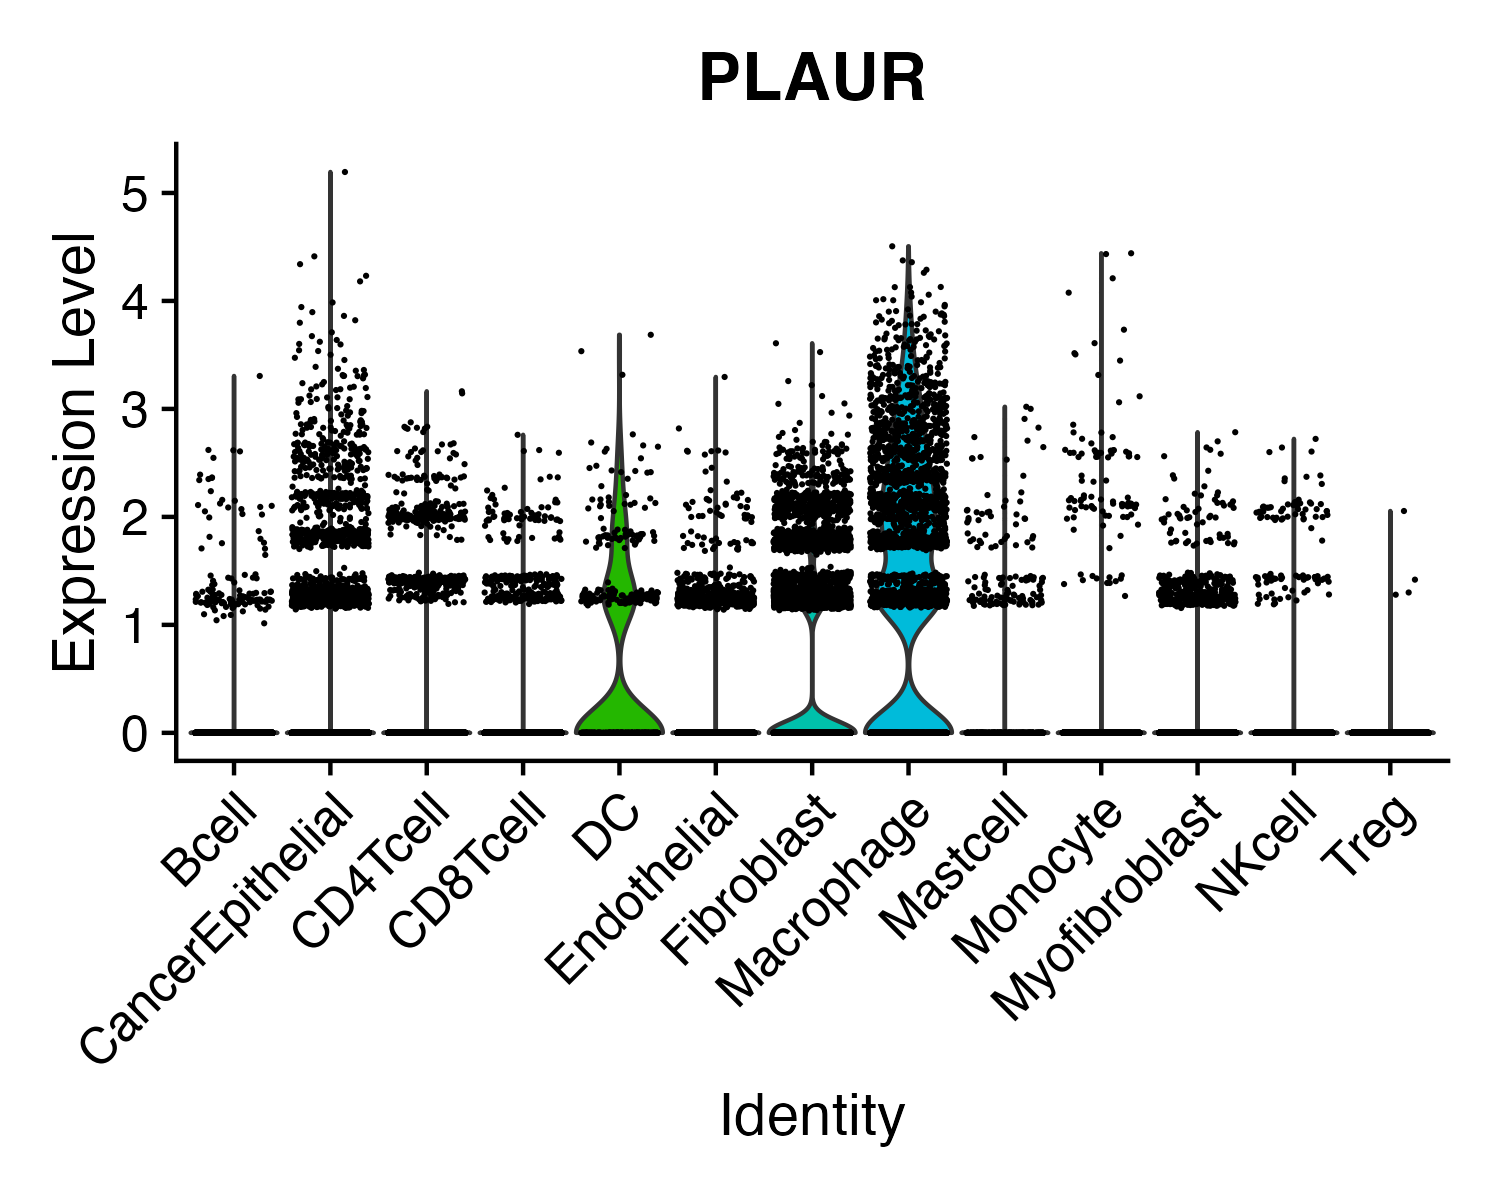 PLAUR
Expression Level
5
4
3
2
1
0
Bcell
CancerEpithelial
CD4Tcell
CD8Tcell
DC
Endothelial
Fibroblast
Macrophage
Mastcell
Monocyte
Myofibroblast
NKcell
Treg
Identity